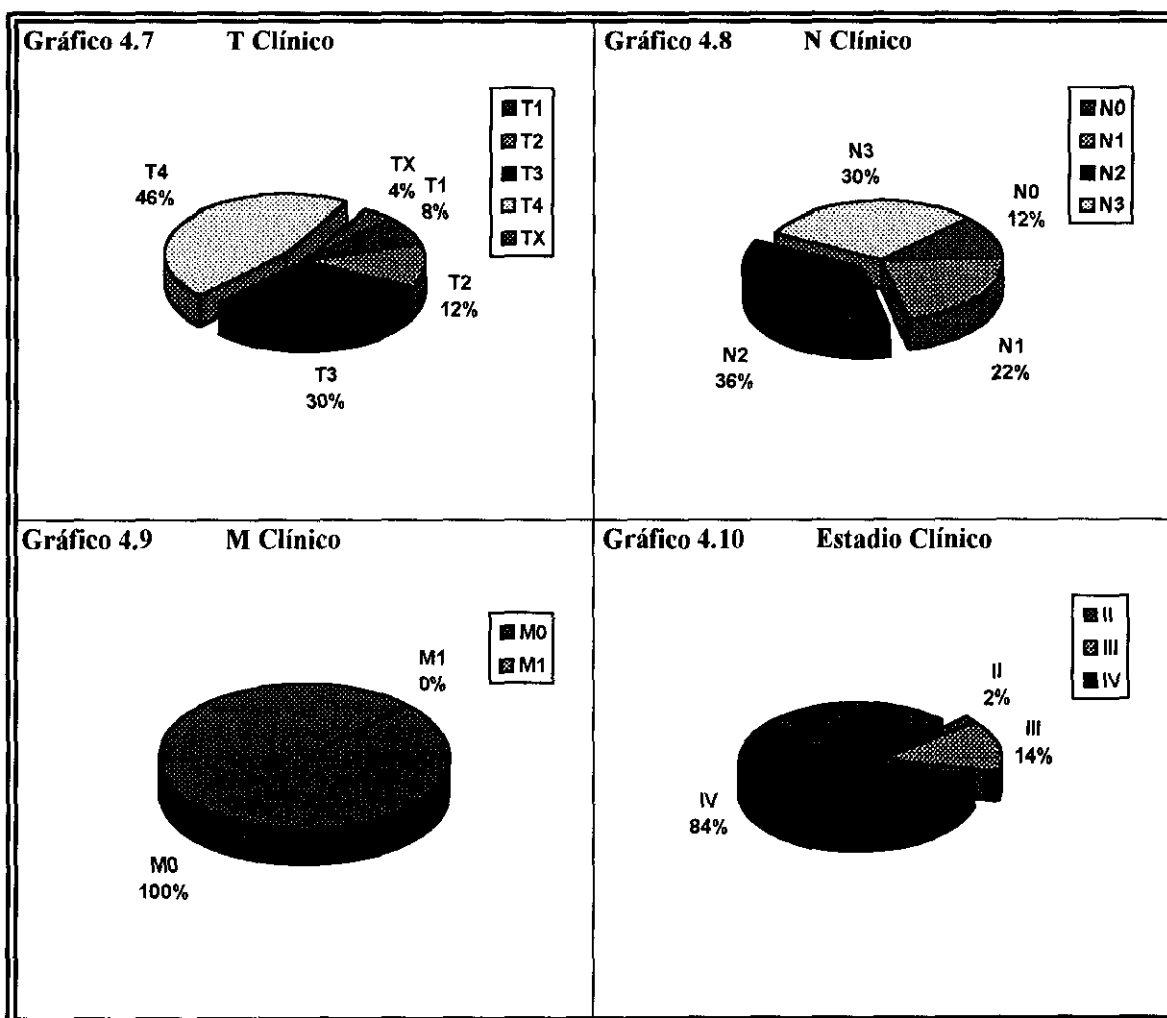 Gráfico 4.7 T Clínico
T1
T2
T3
T4
TX
T4
46%
TX
4%
T1
8%
T2
12%
T3
30%
Gráfico 4.8 N Clínico
N0
N1
N2
N3
N3
30%
N0
12%
N1
22%
N2
36%
Gráfico 4.9 M Clínico
M0
M1
M1
0%
M0
100%
Gráfico 4.10 Estadio Clínico
II
III
IV
II
2%
III
14%
IV
84%